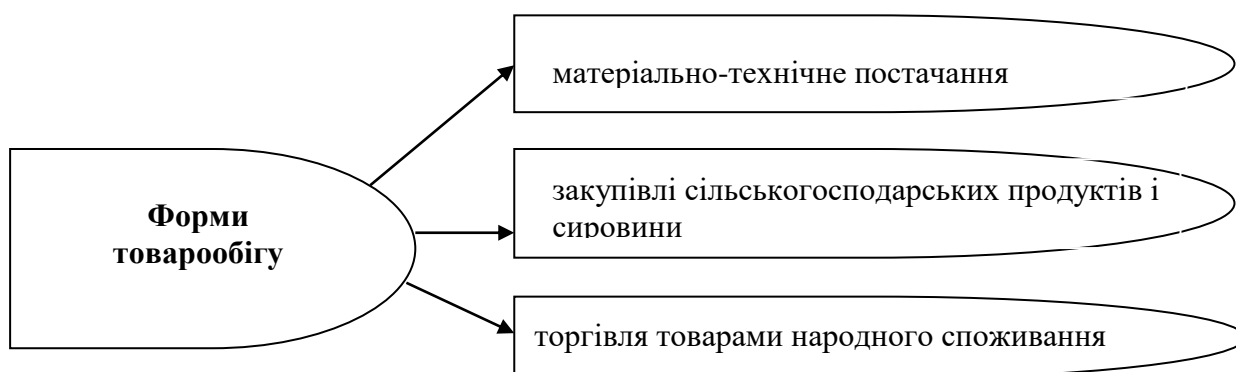 матеріально-технічне постачання
Форми
товарообігу
закупівлі сільськогосподарських продуктів і
сировини
торгівля товарами народного споживання